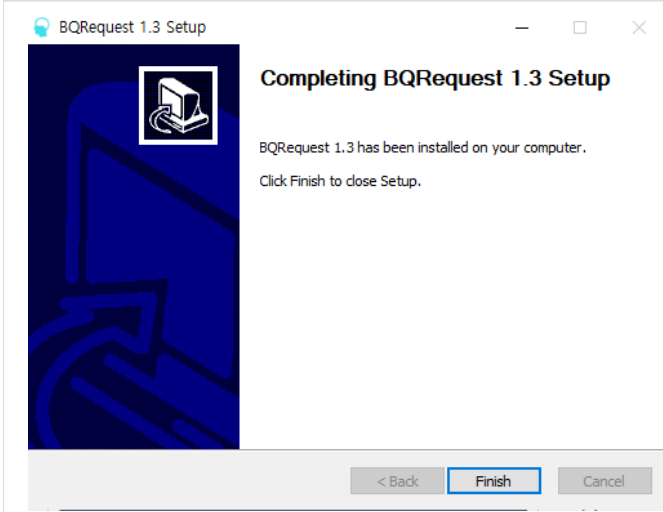 BQRequest 1.3 Setup
Completing BQRequest 1.3 Setup
BQRequest 1.3 has been installed on your computer.
Click Finish to close Setup.
< Back
Finish
Cancel